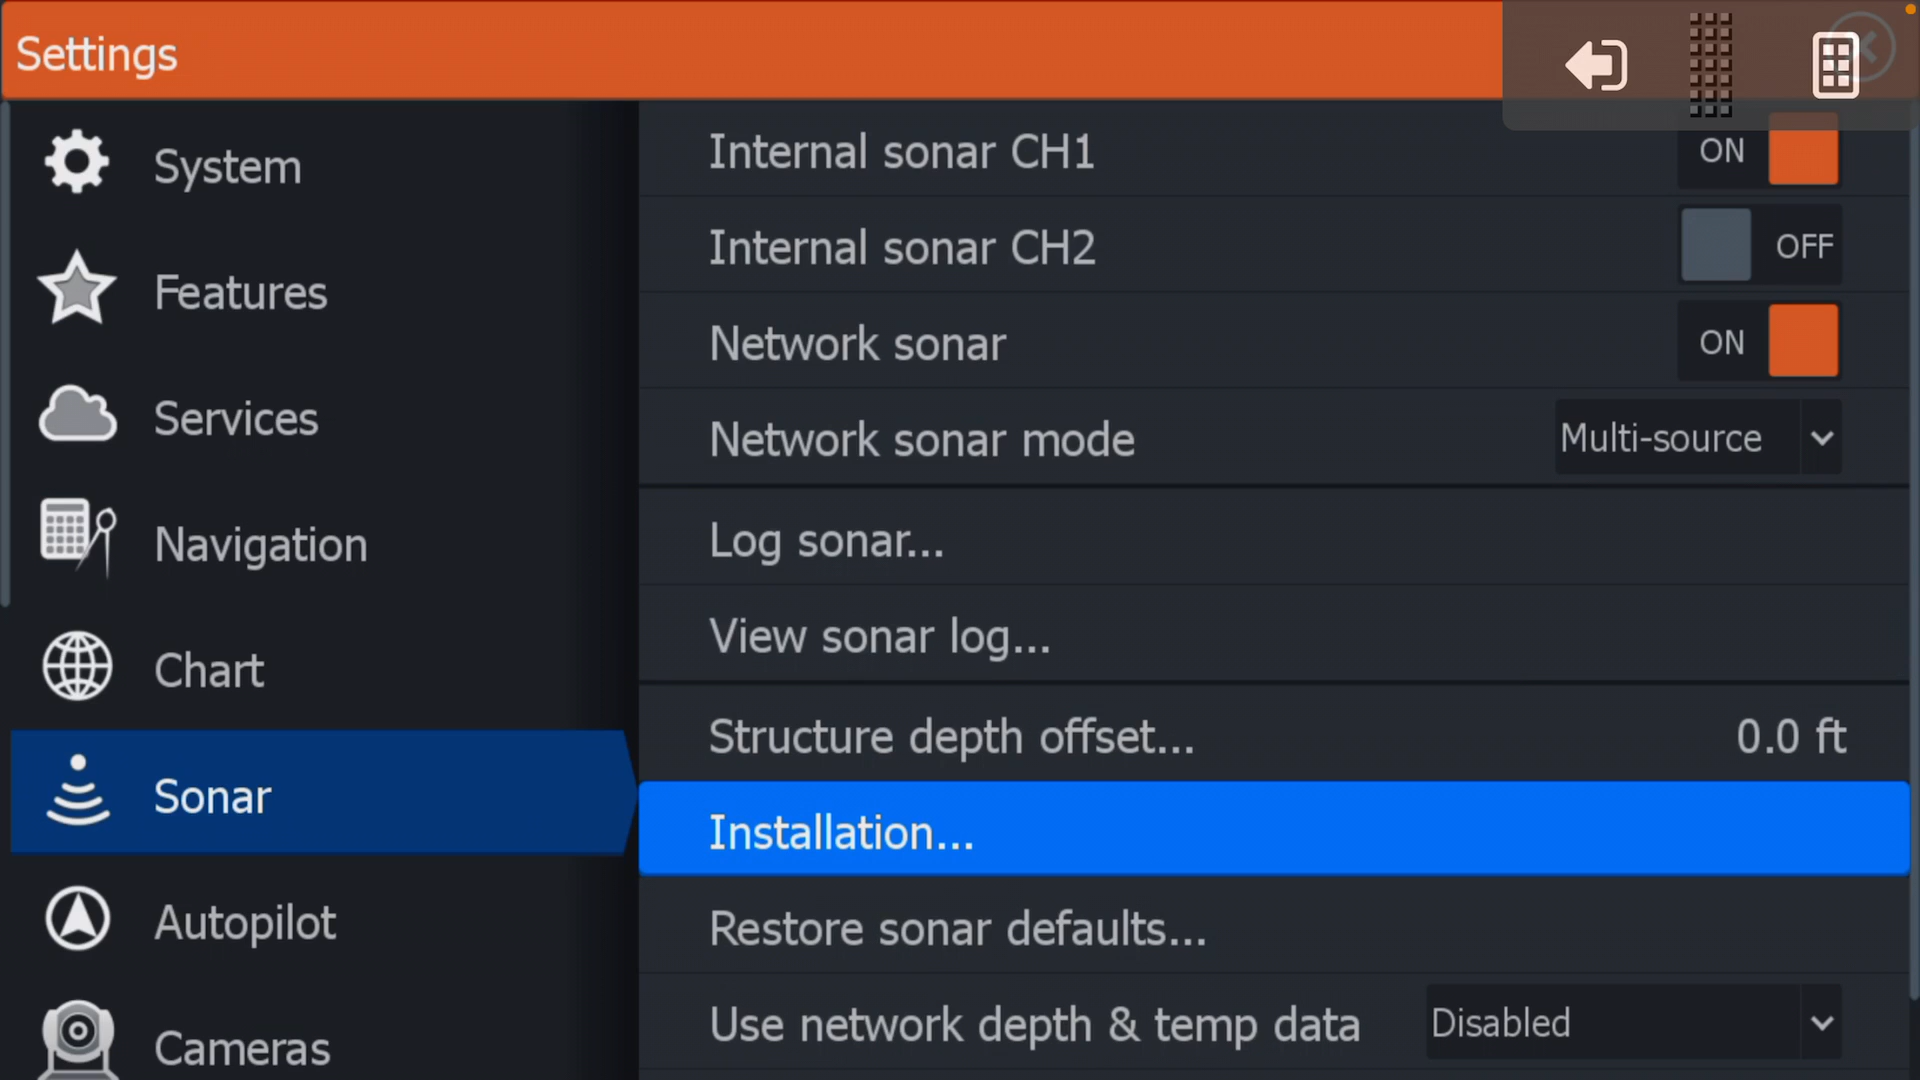 Settings
System
Features
Services
Navigation
Chart
Sonar
Autopilot
Cameras
Internal sonar CH1 ON
Internal sonar CH2 OFF
Network sonar ON
Network sonar mode Multi-source
Log sonar...
View sonar log...
Structure depth offset... 0.0 ft
Installation...
Restore sonar defaults...
Use network depth & temp data Disabled